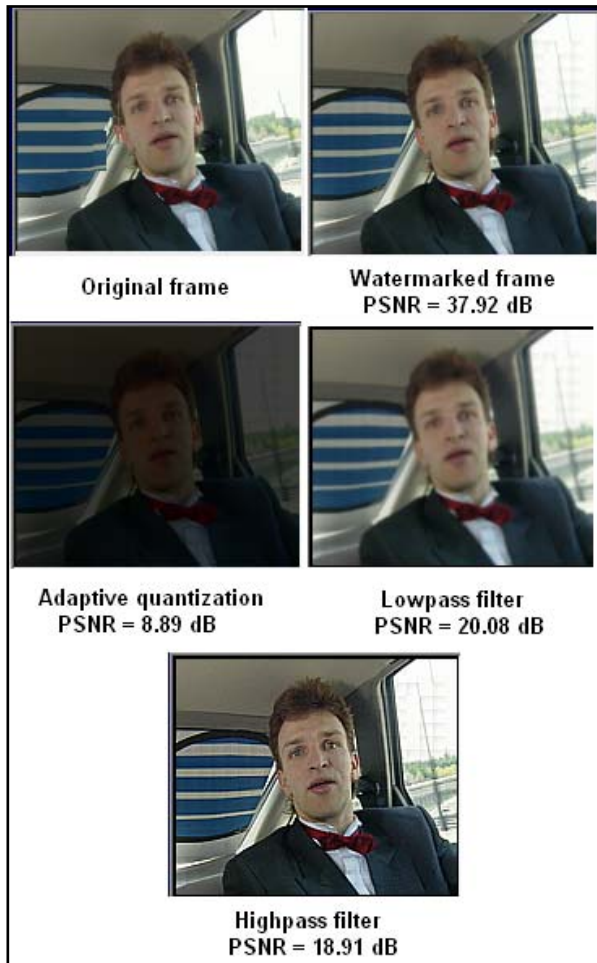 Original frame
Watermarked frame
PSNR = 37.92 dB
Adaptive quantization
PSNR = 8.89 dB
Lowpass filter
PSNR = 20.08 dB
Highpass filter
PSNR = 18.91 dB